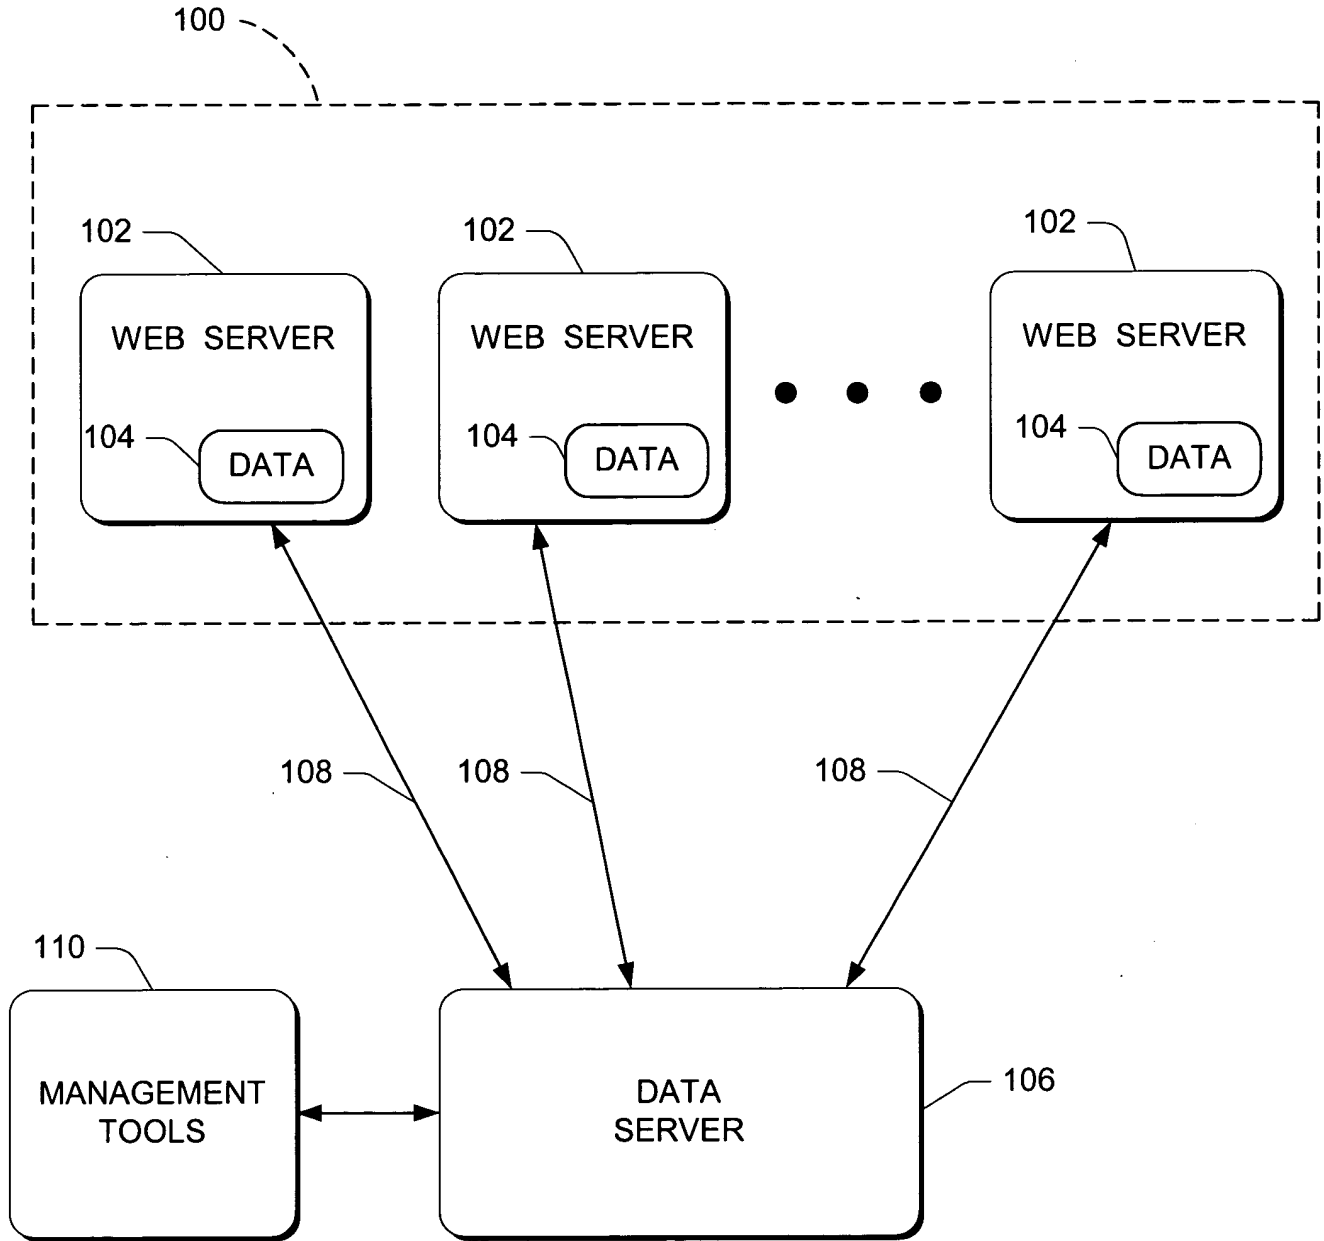 100
102
102
102
WEB SERVER
WEB SERVER
WEB SERVER
104
DATA
104
DATA
104
DATA
108
108
108
110
MANAGEMENT
TOOLS
DATA
SERVER
106